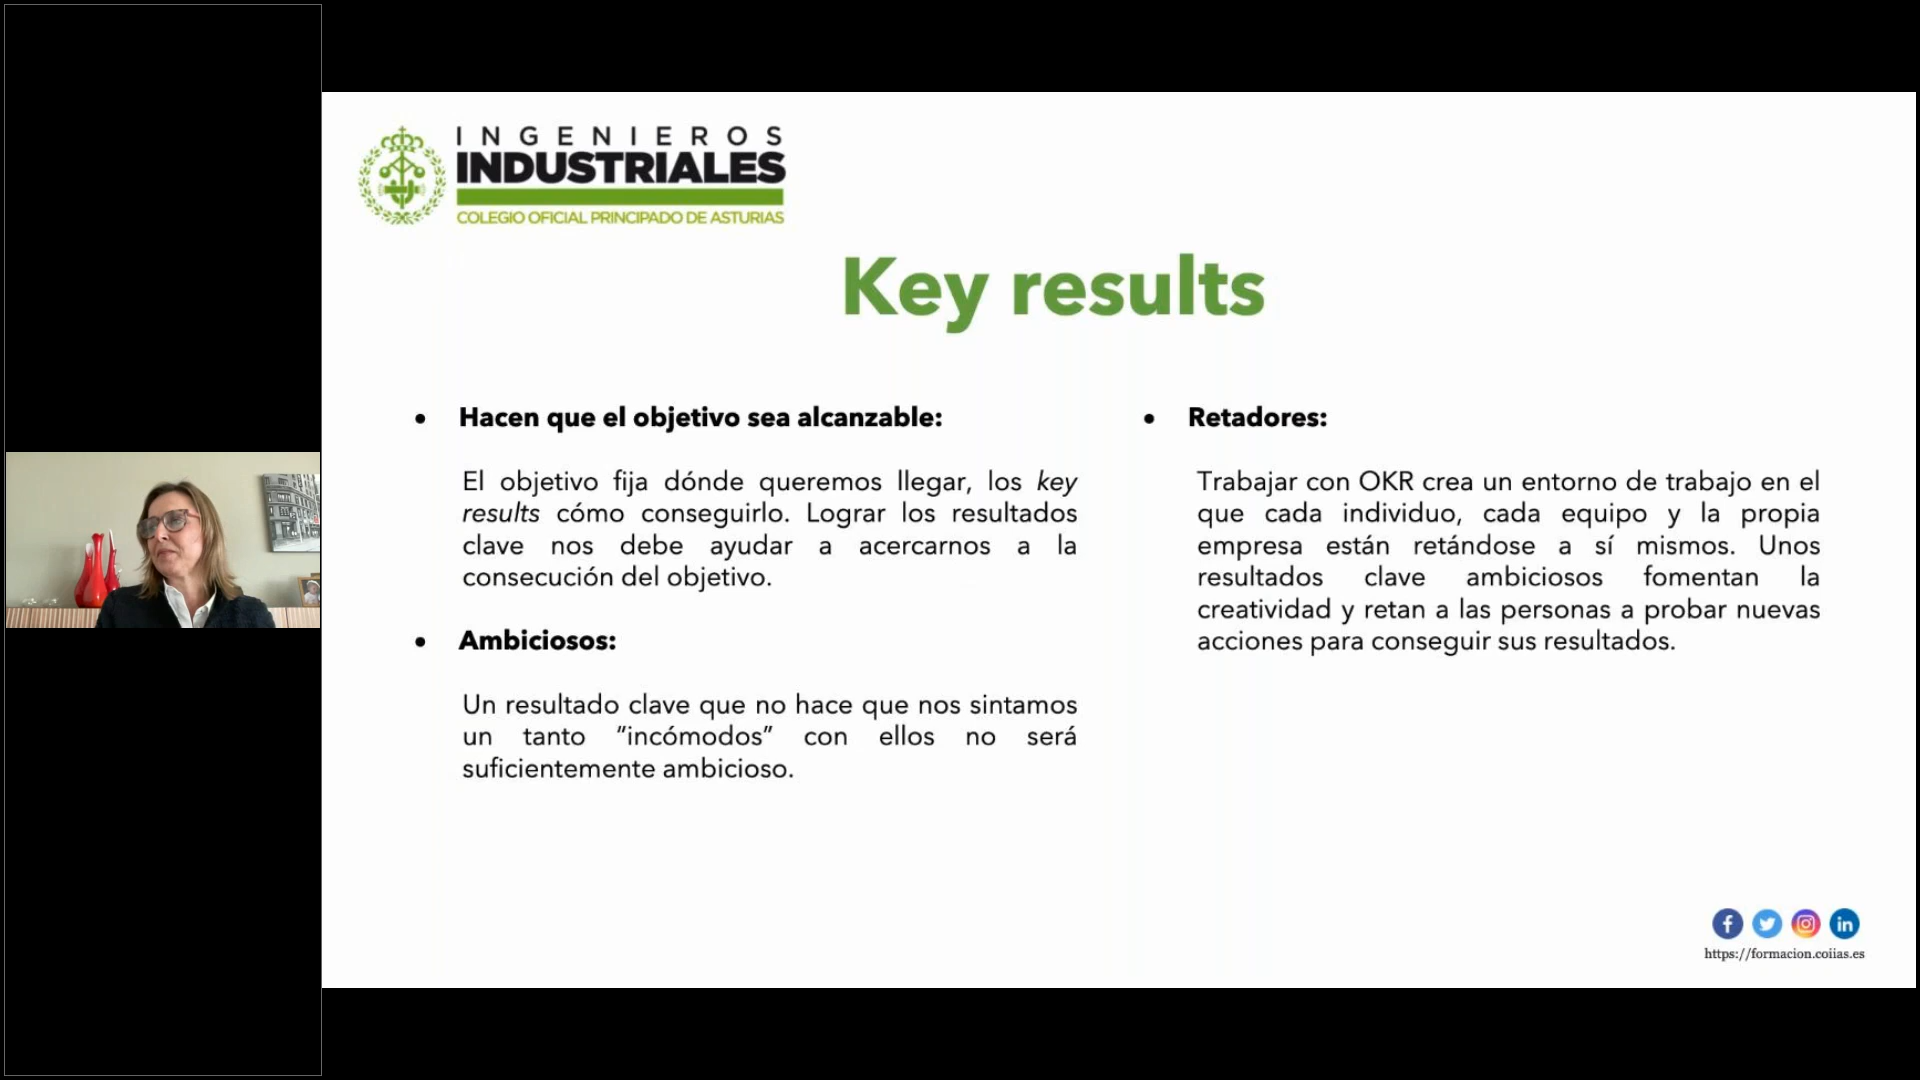 INGENIEROS
INDUSTRIALES
COLEGIO OFICIAL PRINCIPADO DE ASTURIAS
Key results
• Hacen que el objetivo sea alcanzable:
El objetivo fija dónde queremos llegar, los key
results cómo conseguirlo. Lograr los resultados
clave nos debe ayudar a acercarnos a la
consecución del objetivo.
• Ambiciosos:
Un resultado clave que no hace que nos sintamos
un tanto “incómodos” con ellos no será
suficientemente ambicioso.
• Retadores:
Trabajar con OKR crea un entorno de trabajo en el
que cada individuo, cada equipo y la propia
empresa están retándose a sí mismos. Unos
resultados clave ambiciosos fomentan la
creatividad y retan a las personas a probar nuevas
acciones para conseguir sus resultados.
https://formacion.coiias.es